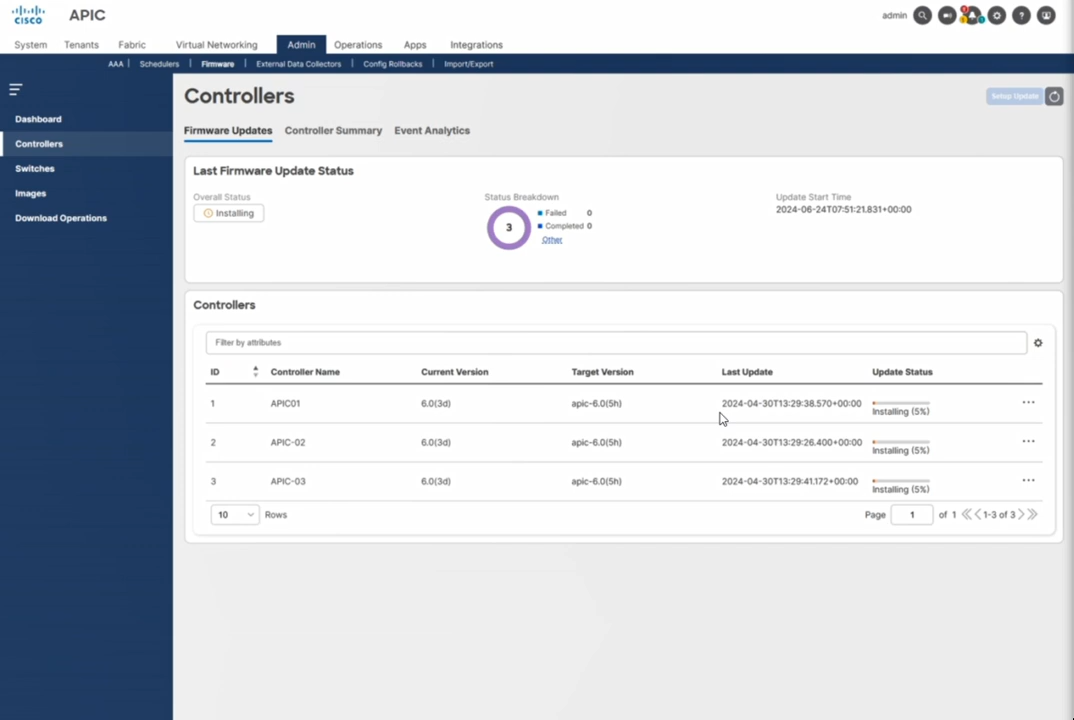 CISCO
APIC
admin
System Tenants Fabric Virtual Networking Admin Operations Apps Integrations
AAA | Schedulers | Firmware | External Data Collectors | Config Rollbacks | Import/Export
Dashboard
Controllers
Switches
Images
Download Operations
Controllers
Setup Update
Firmware Updates Controller Summary Event Analytics
Last Firmware Update Status
Overall Status
Installing
Status Breakdown
3
Failed 0
Completed 0
Other
Update Start Time
2024-06-24T07:51:21.831+00:00
Controllers
Filter by attributes
ID Controller Name Current Version Target Version Last Update Update Status
1 APIC01 6.0(3d) apic-6.0(5h) 2024-04-30T13:29:38.570+00:00 Installing (5%)
2 APIC-02 6.0(3d) apic-6.0(5h) 2024-04-30T13:29:26.400+00:00 Installing (5%)
3 APIC-03 6.0(3d) apic-6.0(5h) 2024-04-30T13:29:41.172+00:00 Installing (5%)
10 Rows Page 1 of 1 1-3 of 3